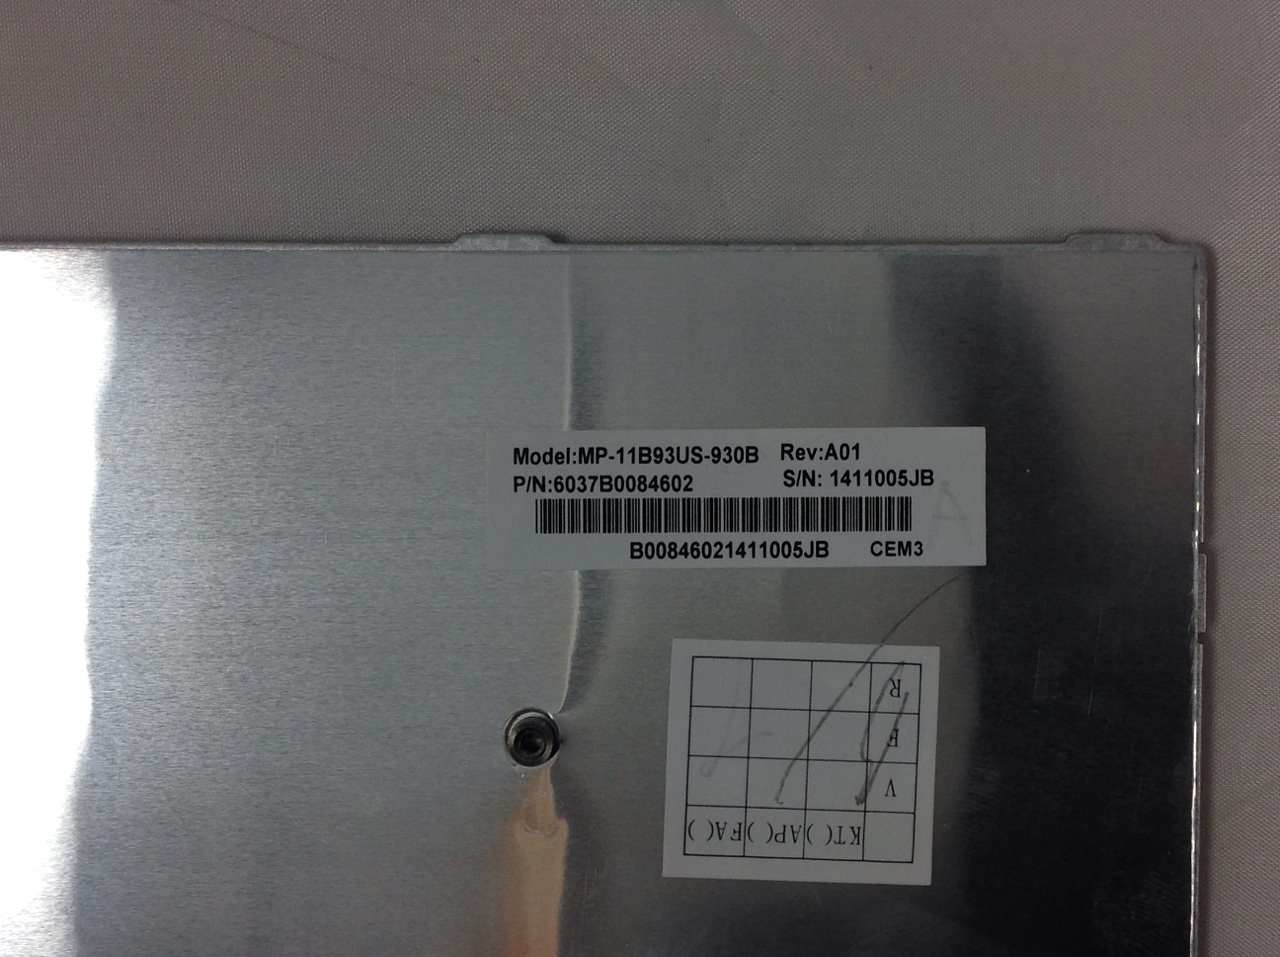 Model:MP-11B93US-930B Rev:A01
P/N:6037B0084602 S/N: 1411005JB
B00846021411005JB CEM3
A
KT( ) AP( ) FA( )
V
F
R